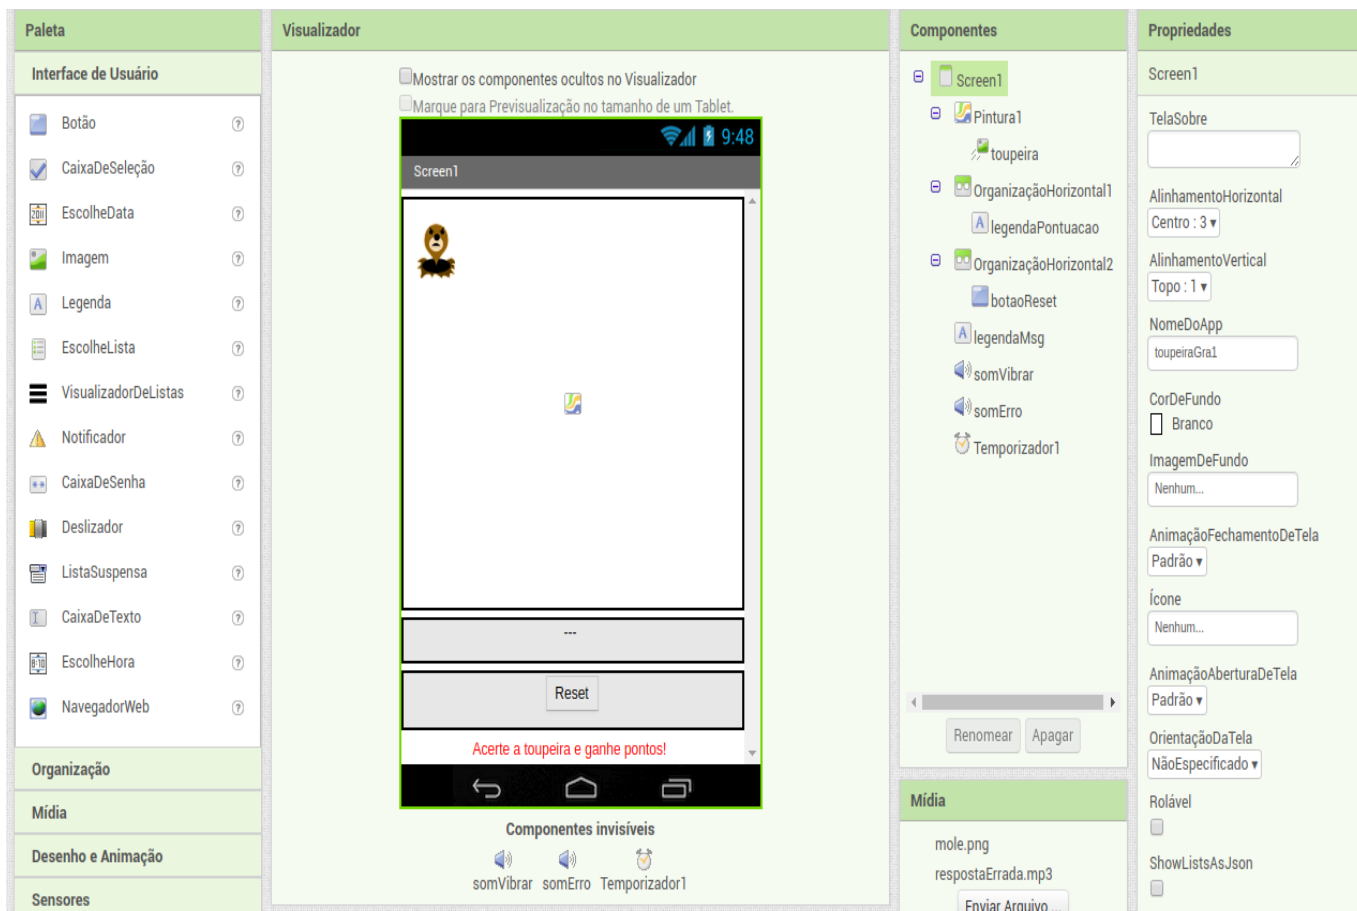 Paleta
Interface de Usuário
Botão
CaixaDeSeleção
EscolheData
Imagem
Legenda
EscolheLista
VisualizadorDeListas
Notificador
CaixaDeSenha
Deslizador
ListaSuspensa
CaixaDeTexto
EscolheHora
NavegadorWeb
Organização
Mídia
Desenho e Animação
Sensores
Visualizador
Mostrar os componentes ocultos no Visualizador
Marque para Previsualização no tamanho de um Tablet.
9:48
Screen1
---
Reset
Acerte a toupeira e ganhe pontos!
Componentes invisíveis
somVibrar somErro Temporizador1
Componentes
Screen1
Pintura1
toupeira
OrganizaçãoHorizontal1
legendaPontuacao
OrganizaçãoHorizontal2
botaoReset
legendaMsg
somVibrar
somErro
Temporizador1
Renomear Apagar
Mídia
mole.png
respostaErrada.mp3
Enviar Arquivo ...
Propriedades
Screen1
TelaSobre
AlinhamentoHorizontal
Centro : 3
AlinhamentoVertical
Topo : 1
NomeDoApp
toupeiraGra1
CorDeFundo
Branco
ImagemDeFundo
Nenhum...
AnimaçãoFechamentoDeTela
Padrão
Ícone
Nenhum...
AnimaçãoAberturaDeTela
Padrão
OrientaçãoDaTela
NãoEspecificado
Rolável
ShowListsAsJson